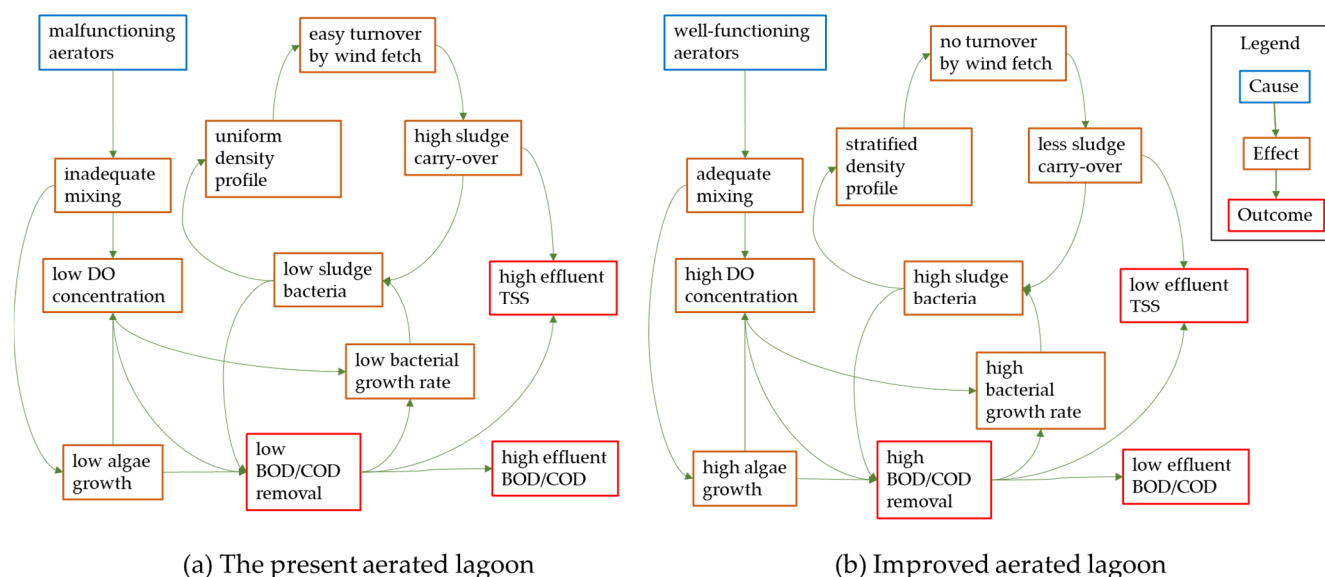 malfunctioning
aerators
easy turnover
by wind fetch
uniform
density
profile
high sludge
carry-over
inadequate
mixing
low DO
concentration
low sludge
bacteria
high effluent
TSS
low bacterial
growth rate
low algae
growth
low
BOD/COD
removal
high effluent
BOD/COD
(a) The present aerated lagoon
well-functioning
aerators
no turnover
by wind fetch
stratified
density
profile
less sludge
carry-over
adequate
mixing
high DO
concentration
high sludge
bacteria
low effluent
TSS
high
bacterial
growth rate
high algae
growth
high
BOD/COD
removal
low effluent
BOD/COD
(b) Improved aerated lagoon
Legend
Cause
Effect
Outcome